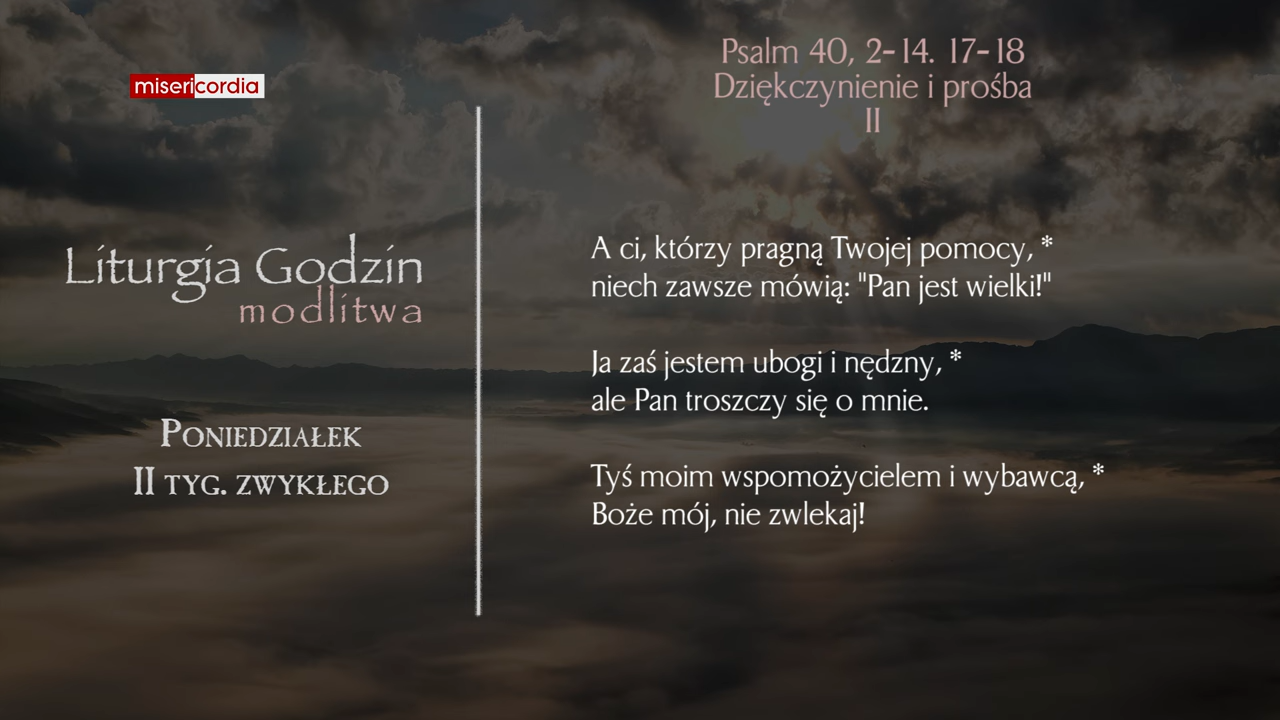 misericordia
Liturgia Godzin
modlitwa
Poniedziałek
II tyg. zwykłego
Psalm 40, 2-14. 17-18
Dziękczynienie i prośba
II
A ci, którzy pragną Twojej pomocy, *
niech zawsze mówią: "Pan jest wielki!"
Ja zaś jestem ubogi i nędzny, *
ale Pan troszczy się o mnie.
Tyś moim wspomożycielem i wybawcą, *
Boże mój, nie zwlekaj!